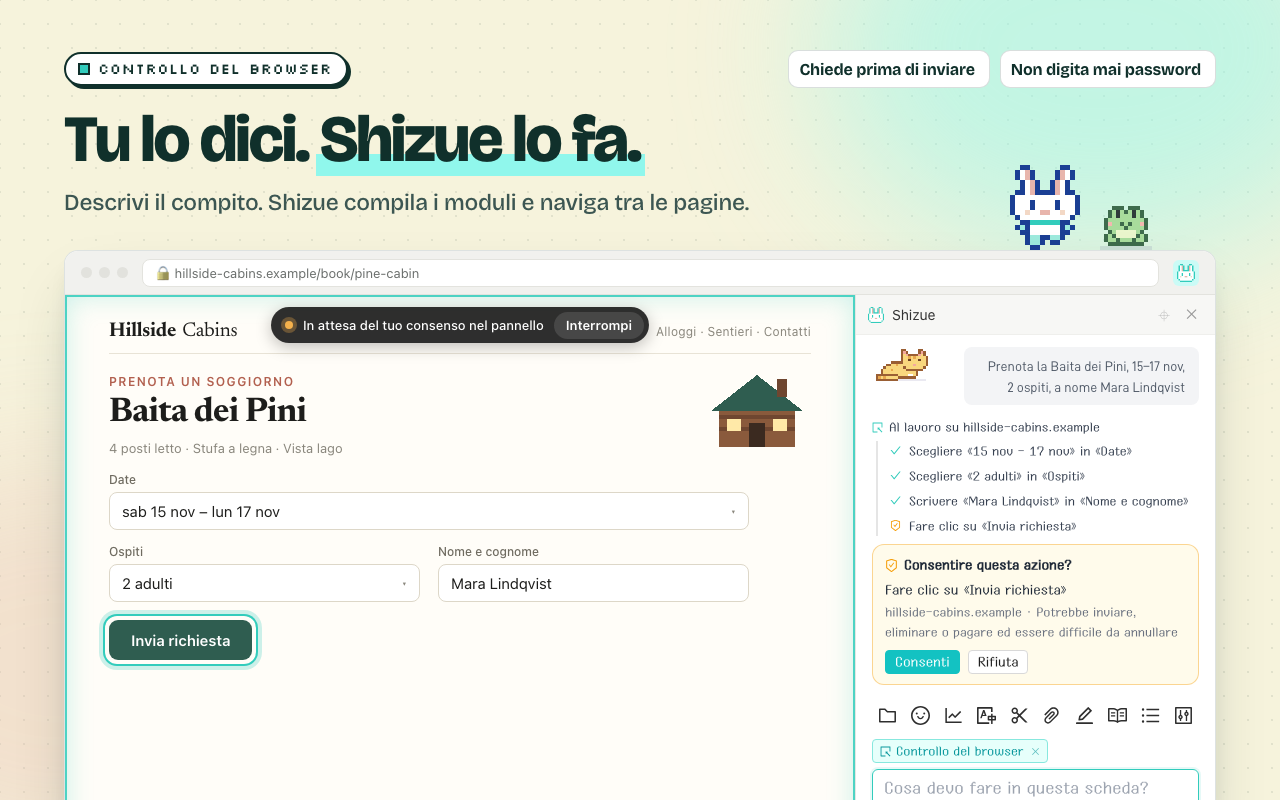 CONTROLLO DEL BROWSER
Chiede prima di inviare
Non digita mai password
Tu lo dici. Shizue lo fa.
Descrivi il compito. Shizue compila i moduli e naviga tra le pagine.
hillside-cabins.example/book/pine-cabin
Hillside Cabins
In attesa del tuo consenso nel pannello
Interrompi
Alloggi · Sentieri · Contatti
PRENOTA UN SOGGIORNO
Baita dei Pini
4 posti letto · Stufa a legna · Vista lago
Date
sab 15 nov – lun 17 nov
Ospiti
Nome e cognome
2 adulti
Mara Lindqvist
Invia richiesta
Shizue
Prenota la Baita dei Pini, 15–17 nov,
2 ospiti, a nome Mara Lindqvist
Al lavoro su hillside-cabins.example
Scegliere «15 nov – 17 nov» in «Date»
Scegliere «2 adulti» in «Ospiti»
Scrivere «Mara Lindqvist» in «Nome e cognome»
Fare clic su «Invia richiesta»
Consentire questa azione?
Fare clic su «Invia richiesta»
hillside-cabins.example · Potrebbe inviare,
eliminare o pagare ed essere difficile da annullare
Consenti
Rifiuta
Controllo del browser ×
Cosa devo fare in questa scheda?